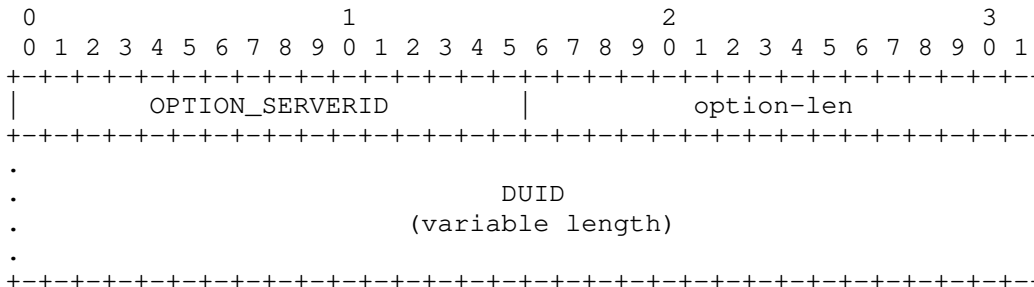 0                   1                   2                   3
 0 1 2 3 4 5 6 7 8 9 0 1 2 3 4 5 6 7 8 9 0 1 2 3 4 5 6 7 8 9 0 1
+-+-+-+-+-+-+-+-+-+-+-+-+-+-+-+-+-+-+-+-+-+-+-+-+-+-+-+-+-+-+-+-
|        OPTION_SERVERID        |          option-len
+-+-+-+-+-+-+-+-+-+-+-+-+-+-+-+-+-+-+-+-+-+-+-+-+-+-+-+-+-+-+-+-
.
.                              DUID
.                        (variable length)
.
+-+-+-+-+-+-+-+-+-+-+-+-+-+-+-+-+-+-+-+-+-+-+-+-+-+-+-+-+-+-+-+-